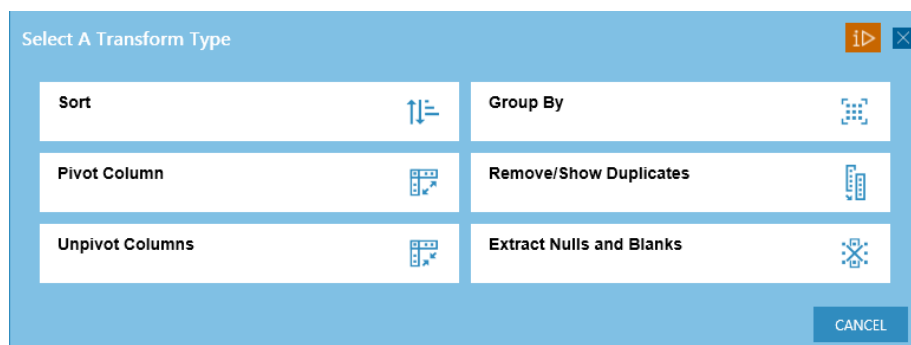 Select A Transform Type
Sort
Group By
Pivot Column
Remove/Show Duplicates
Unpivot Columns
Extract Nulls and Blanks
CANCEL